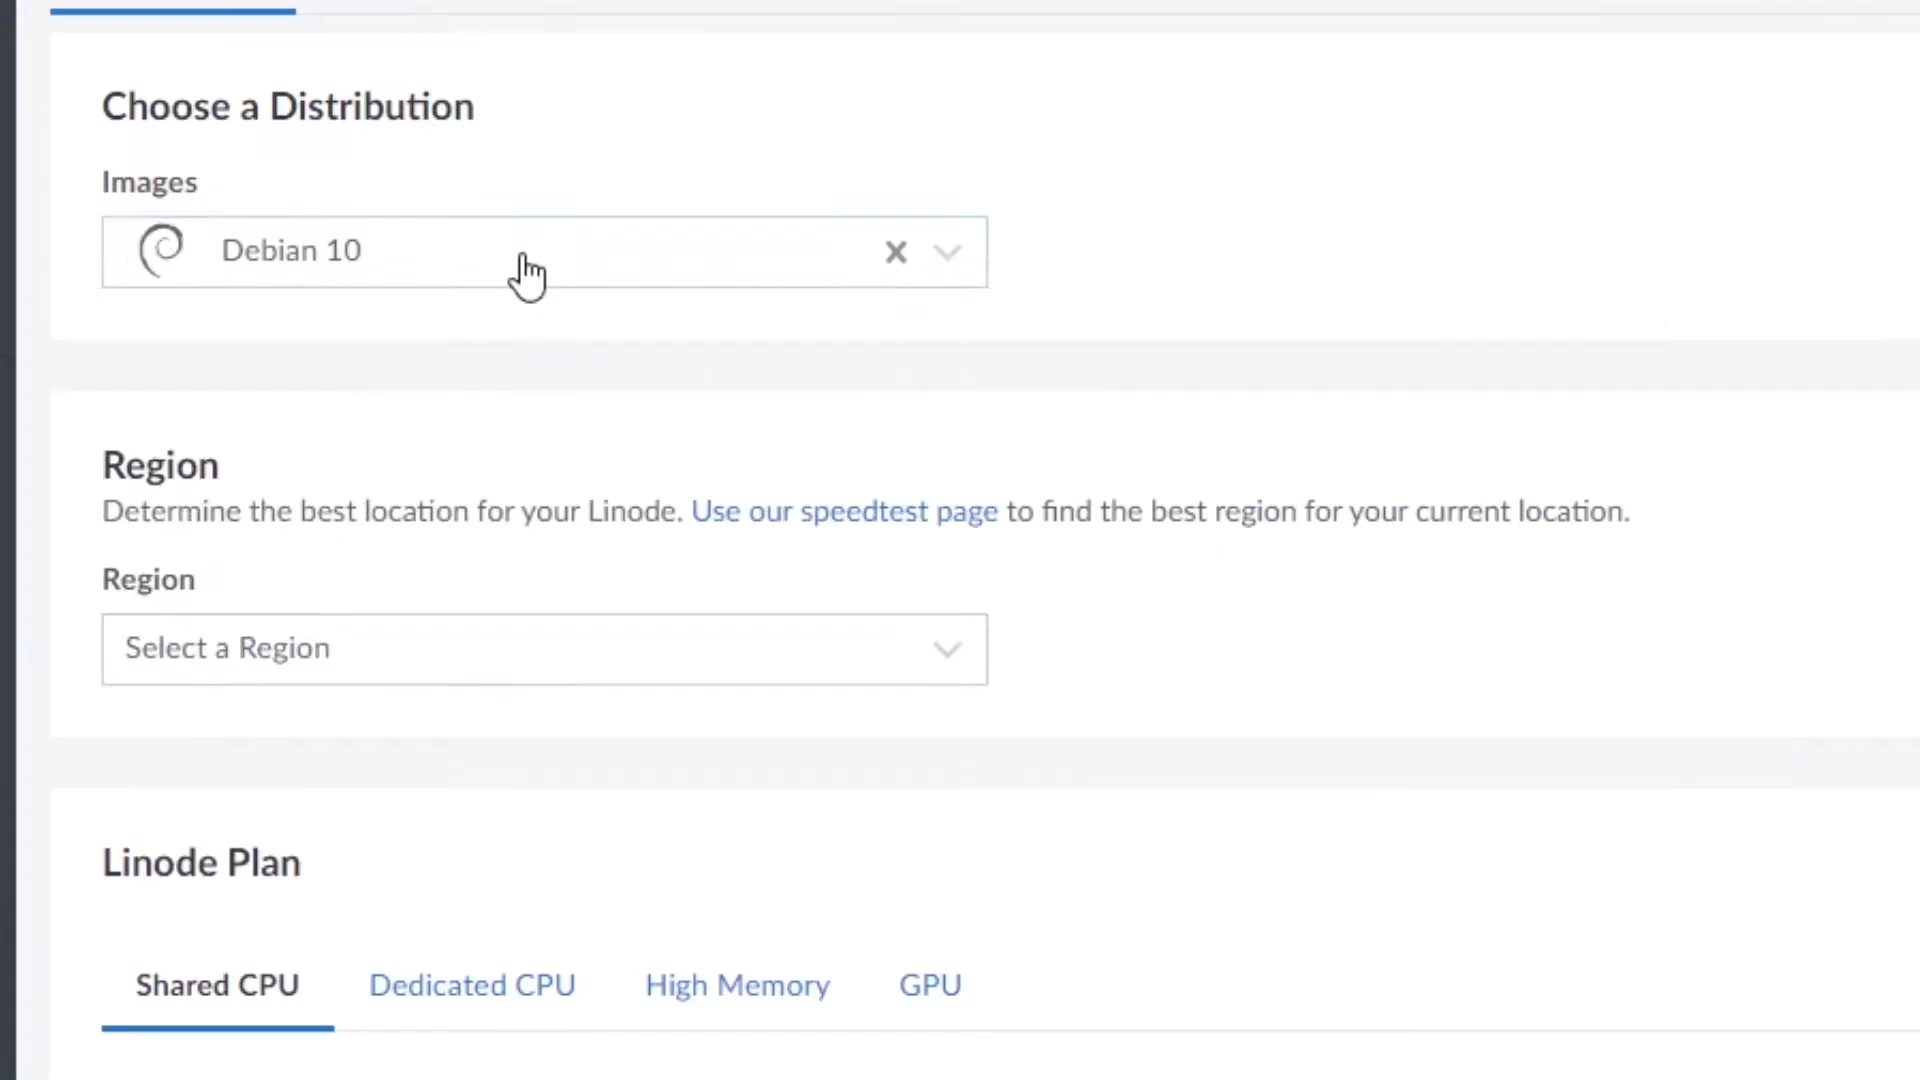 Choose a Distribution
Images
Debian 10
Region
Determine the best location for your Linode. Use our speedtest page to find the best region for your current location.
Region
Select a Region
Linode Plan
Shared CPU Dedicated CPU High Memory GPU